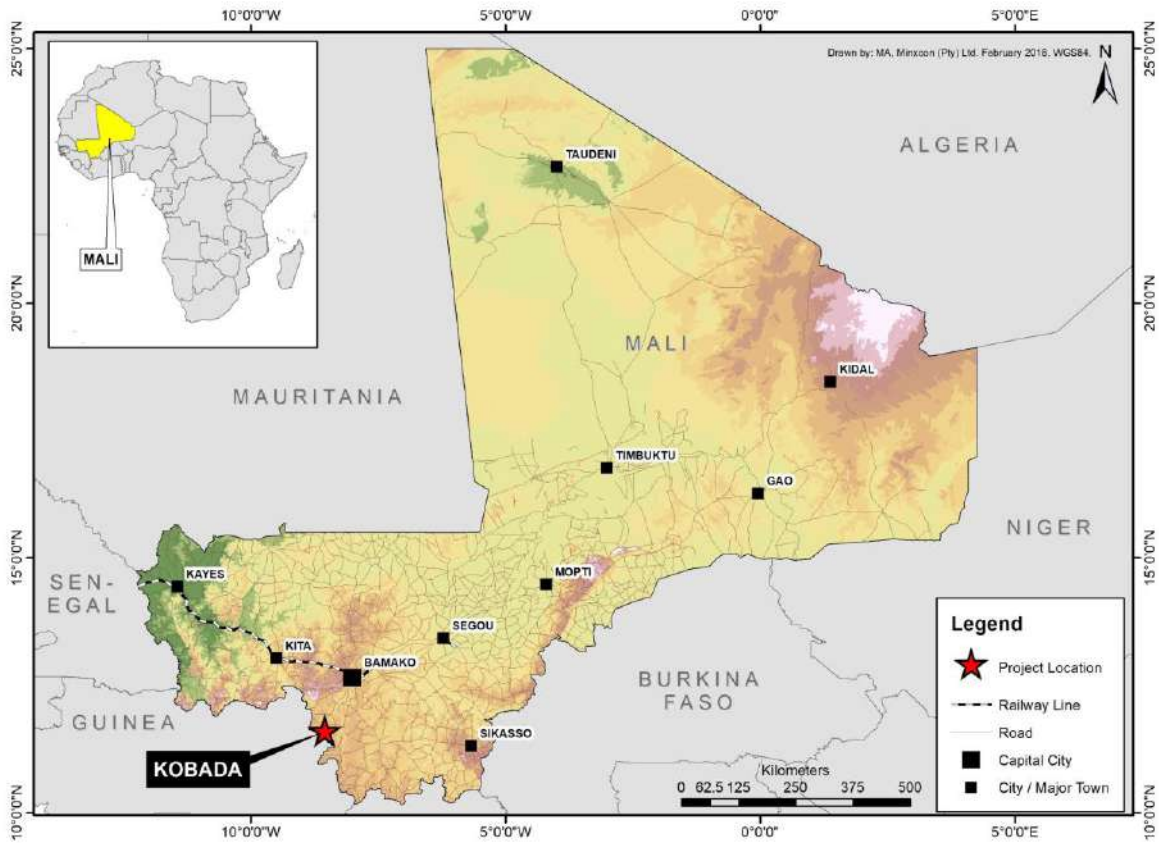 10°0'0"W
5°0'0"W
0°0'0"
5°0'0"E
25°0'0"N
25°0'0"N
Drawn by: MA, Minxcon (Pty) Ltd. February 2016. WGS84.
N
ALGERIA
TAUDENI
MALI
20°0'0"N
20°0'0"N
MALI
KIDAL
MAURITANIA
TIMBUKTU
GAO
NIGER
15°0'0"N
15°0'0"N
SEN-
EGAL
KAYES
MOPTI
SEGOU
KITA
BAMAKO
BURKINA
FASO
GUINEA
SIKASSO
KOBADA
Legend
Project Location
Railway Line
Road
Capital City
City / Major Town
Kilometers
0 62.5 125 250 375 500
10°0'0"N
10°0'0"N
10°0'0"W
5°0'0"W
0°0'0"
5°0'0"E